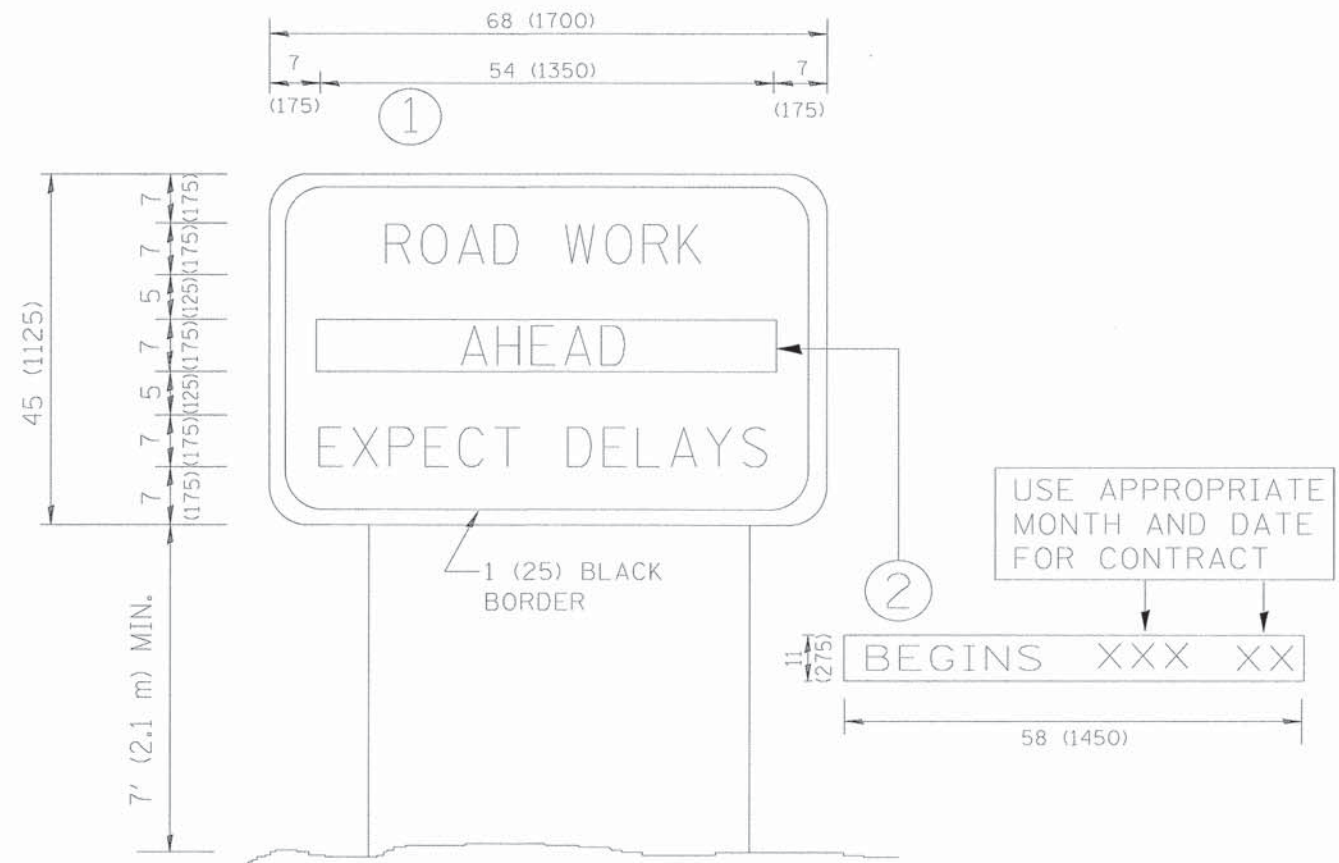 68 (1700)
7 54 (1350) 7
(175) (175)
1
45 (1125)
7 (175)
7 (175)
5 (125)
7 (175)
5 (125)
7 (175)
7 (175)
ROAD WORK
AHEAD
EXPECT DELAYS
1 (25) BLACK
BORDER
7' (2.1 m) MIN.
2
USE APPROPRIATE
MONTH AND DATE
FOR CONTRACT
11
(275)
BEGINS XXX XX
58 (1450)